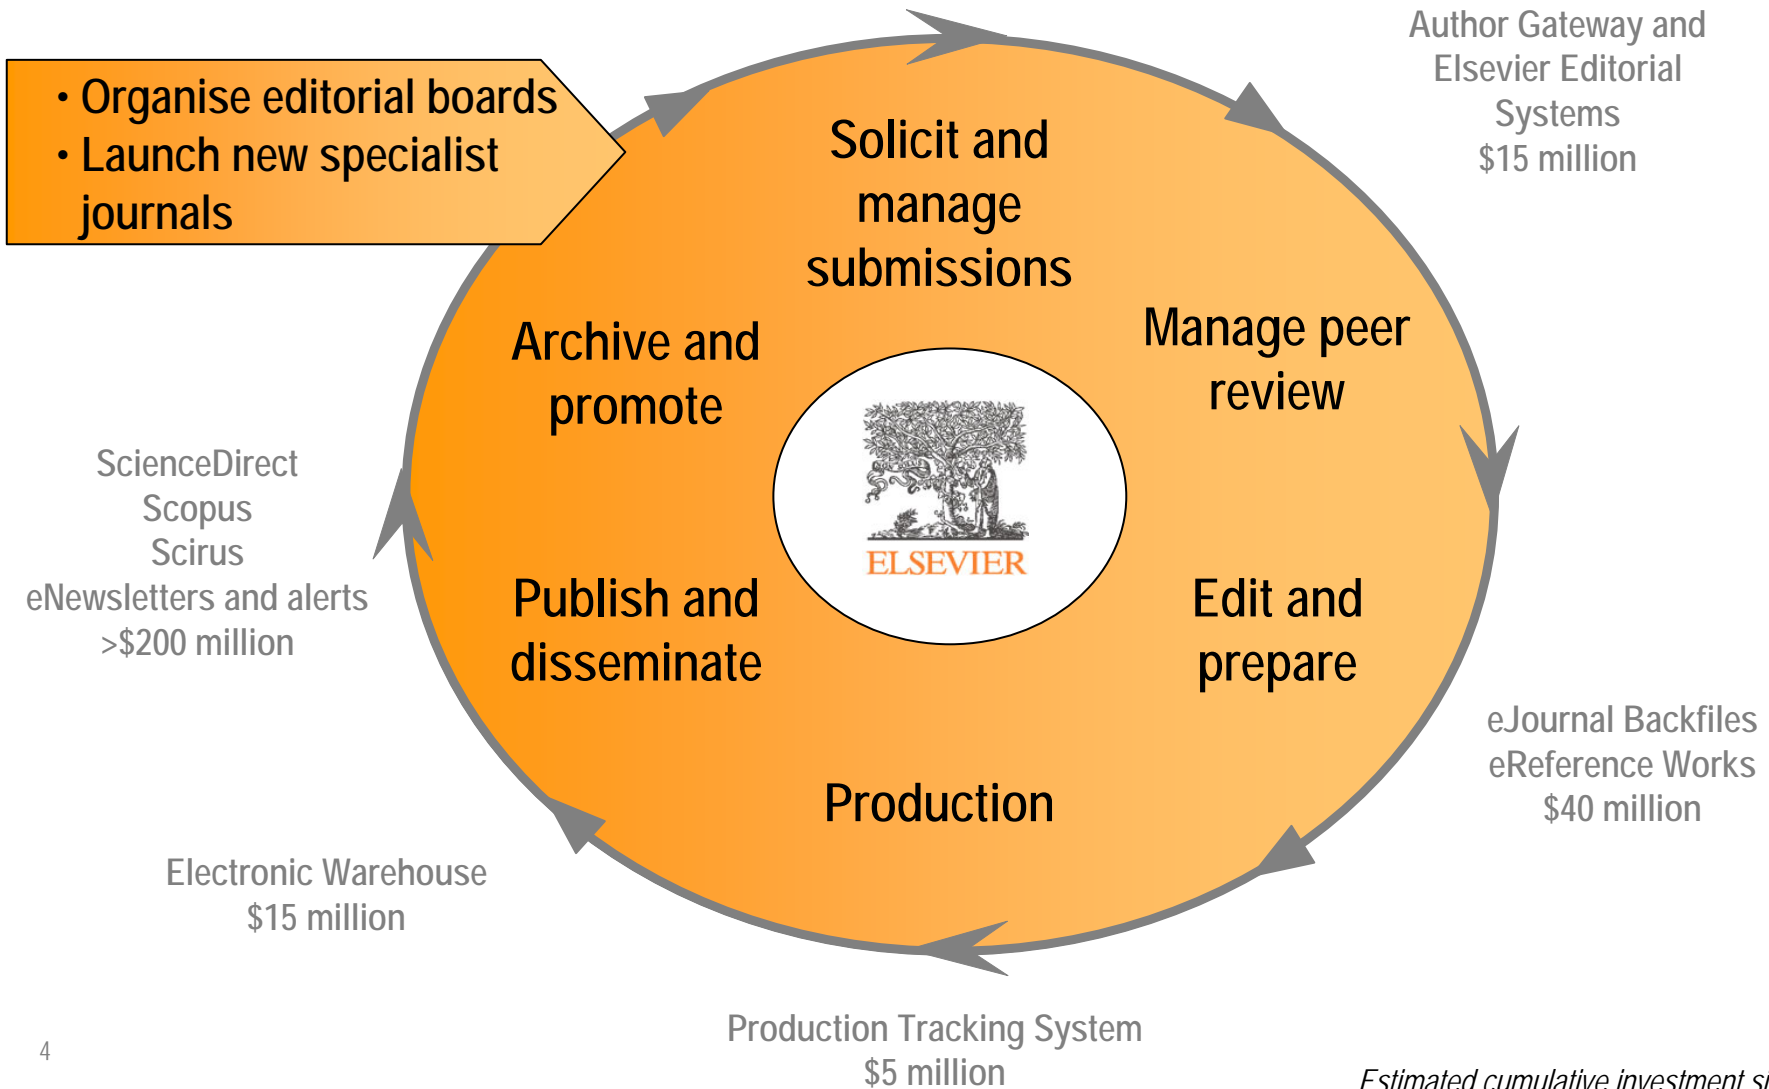 • Organise editorial boards
• Launch new specialist
journals
Author Gateway and
Elsevier Editorial
Systems
$15 million
Solicit and
manage
submissions
Manage peer
review
Archive and
promote
ELSEVIER
ScienceDirect
Scopus
Scirus
eNewsletters and alerts
>$200 million
Publish and
disseminate
Edit and
prepare
eJournal Backfiles
eReference Works
$40 million
Production
Electronic Warehouse
$15 million
Production Tracking System
$5 million
4
Estimated cumulative investment